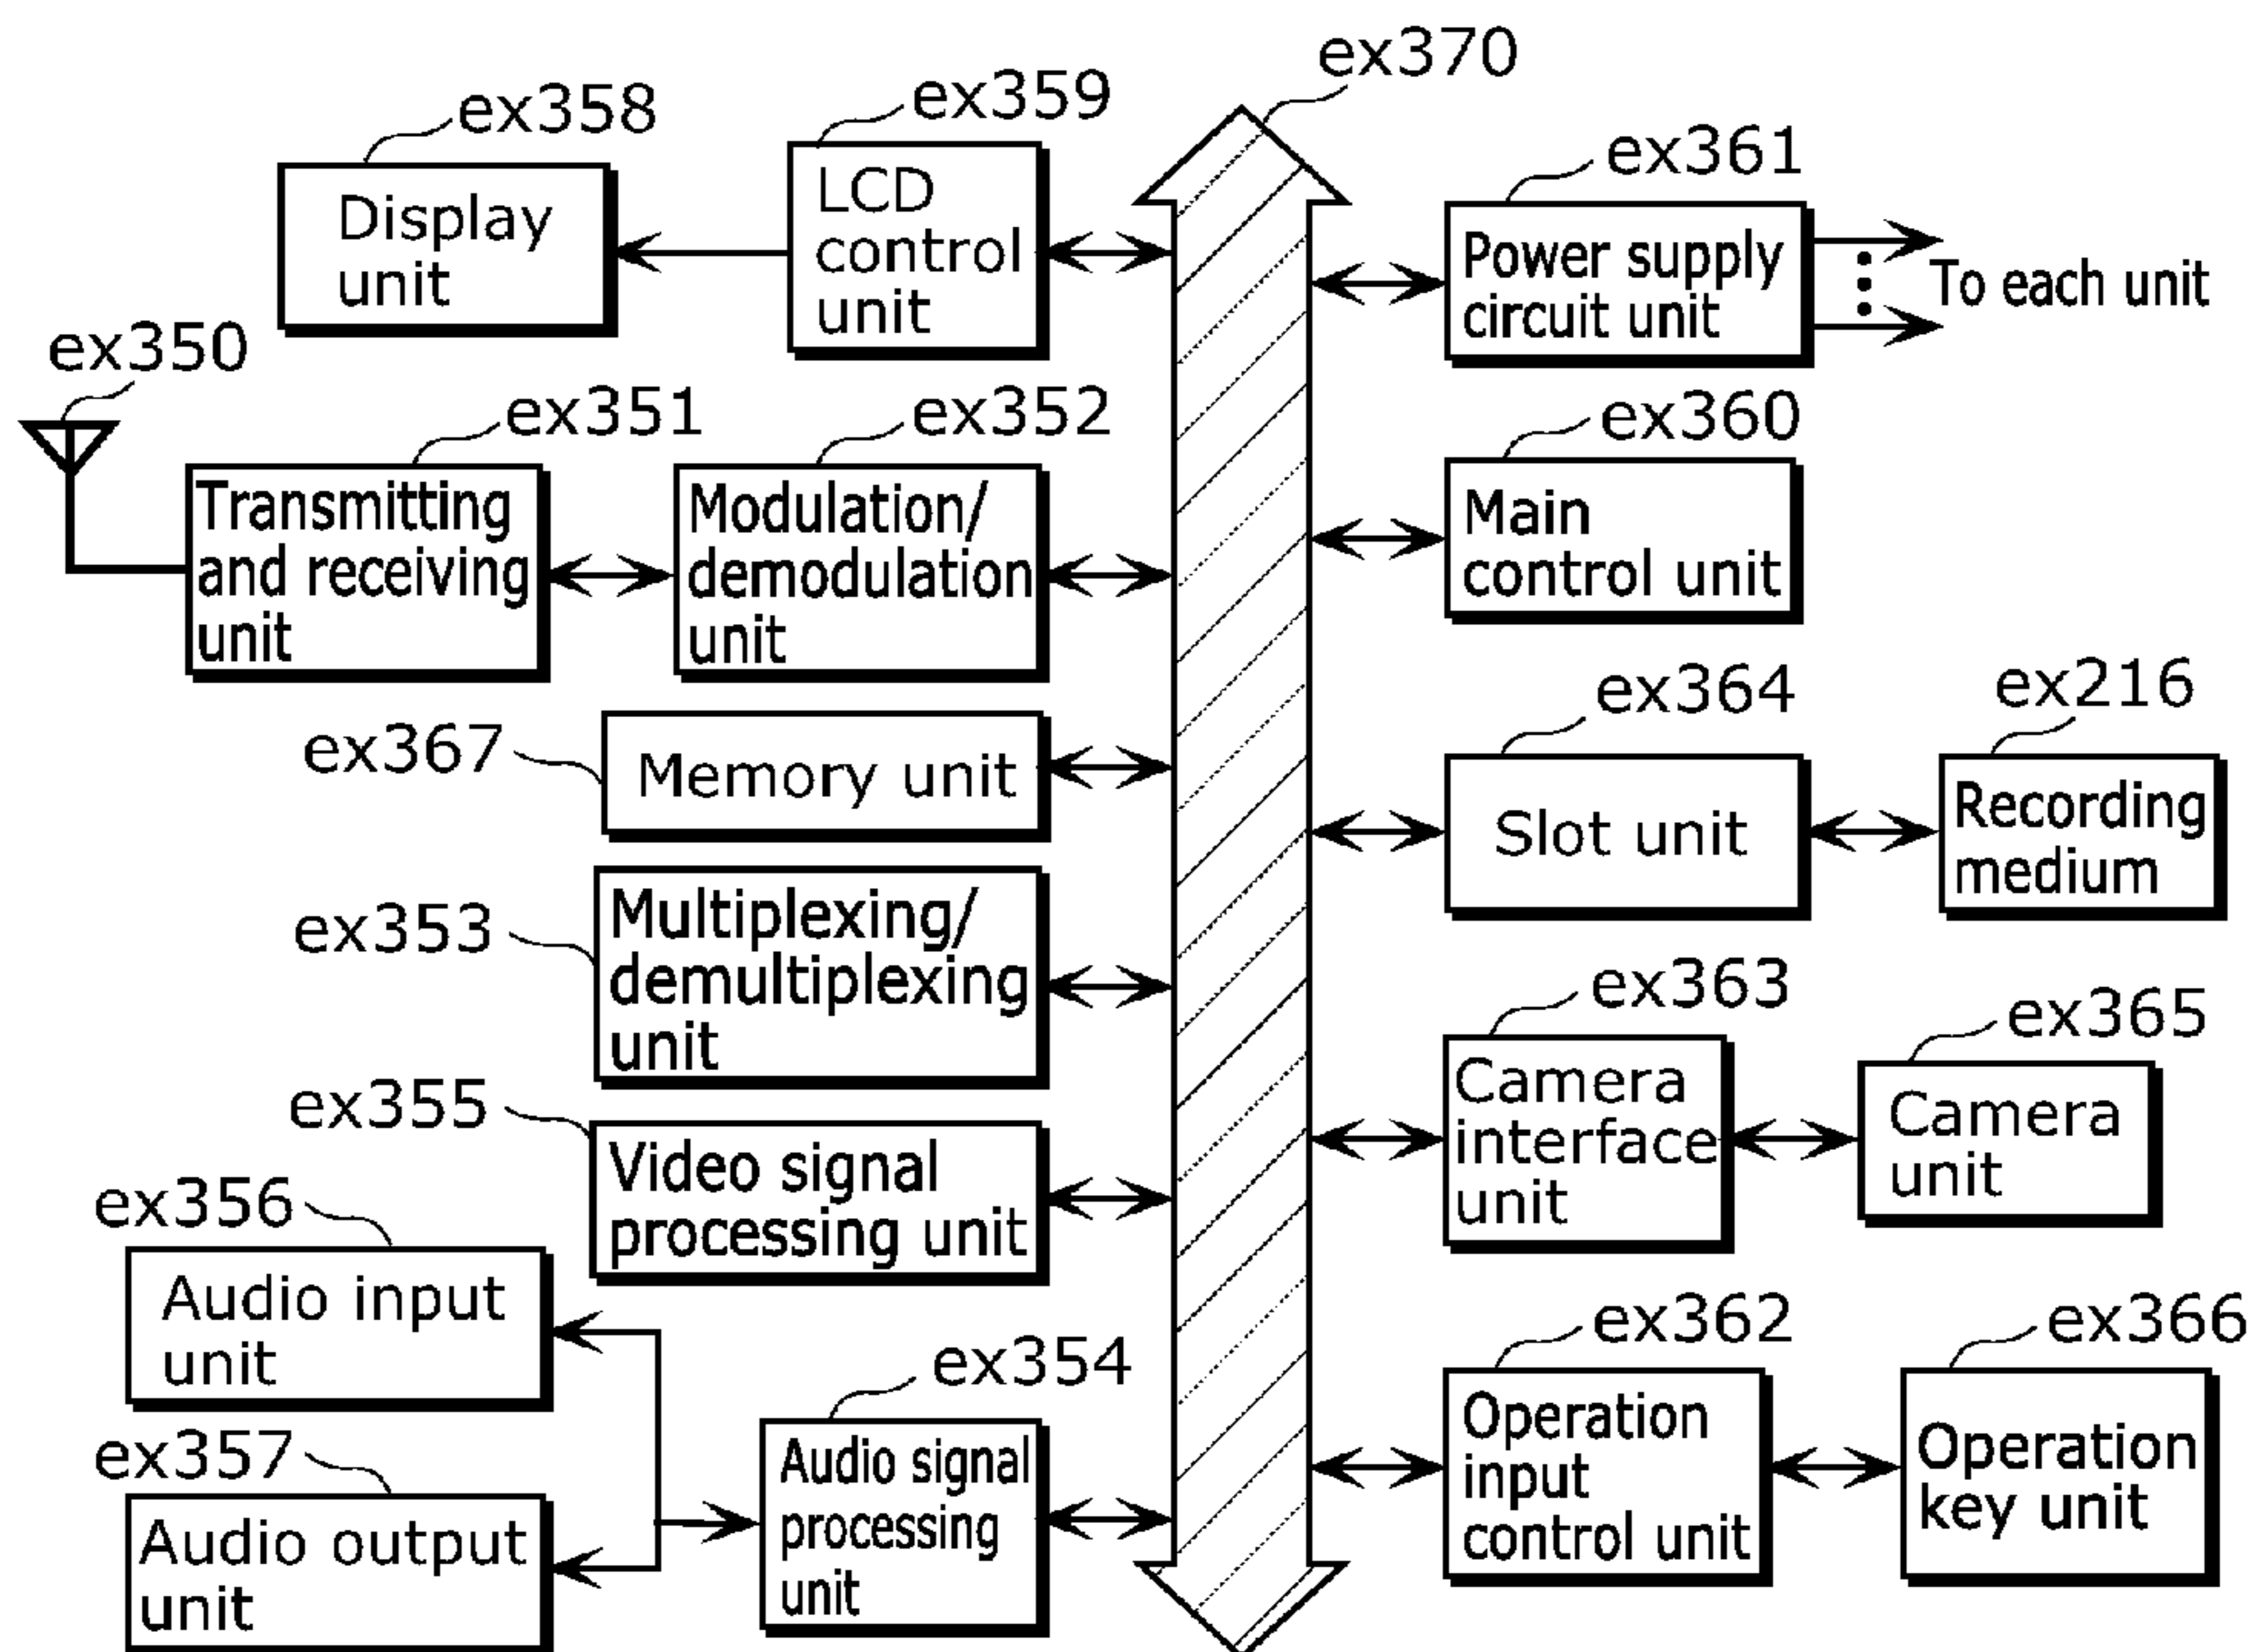 ex370
ex358
ex359
ex361
Display
unit
LCD
control
unit
Power supply
circuit unit
To each unit
ex350
ex351
ex352
ex360
Transmitting
and receiving
unit
Modulation/
demodulation
unit
Main
control unit
ex367
Memory unit
ex364
ex216
Slot unit
Recording
medium
ex353
Multiplexing/
demultiplexing
unit
ex363
ex365
Camera
interface
unit
Camera
unit
ex355
Video signal
processing unit
ex356
Audio input
unit
ex354
ex362
ex366
ex357
Audio output
unit
Audio signal
processing
unit
Operation
input
control unit
Operation
key unit